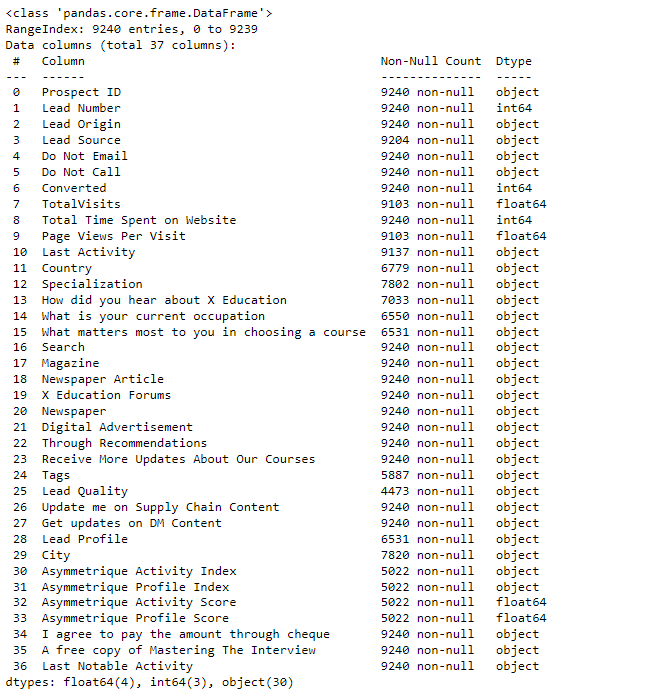 <class 'pandas.core.frame.DataFrame'>
RangeIndex: 9240 entries, 0 to 9239
Data columns (total 37 columns):
 #   Column                                         Non-Null Count  Dtype
---  ------                                         --------------  -----
 0   Prospect ID                                    9240 non-null   object
 1   Lead Number                                    9240 non-null   int64
 2   Lead Origin                                    9240 non-null   object
 3   Lead Source                                    9204 non-null   object
 4   Do Not Email                                   9240 non-null   object
 5   Do Not Call                                    9240 non-null   object
 6   Converted                                      9240 non-null   int64
 7   TotalVisits                                    9103 non-null   float64
 8   Total Time Spent on Website                    9240 non-null   int64
 9   Page Views Per Visit                           9103 non-null   float64
 10  Last Activity                                  9137 non-null   object
 11  Country                                        6779 non-null   object
 12  Specialization                                 7802 non-null   object
 13  How did you hear about X Education             7033 non-null   object
 14  What is your current occupation                6550 non-null   object
 15  What matters most to you in choosing a course  6531 non-null   object
 16  Search                                         9240 non-null   object
 17  Magazine                                       9240 non-null   object
 18  Newspaper Article                              9240 non-null   object
 19  X Education Forums                             9240 non-null   object
 20  Newspaper                                      9240 non-null   object
 21  Digital Advertisement                          9240 non-null   object
 22  Through Recommendations                        9240 non-null   object
 23  Receive More Updates About Our Courses         9240 non-null   object
 24  Tags                                           5887 non-null   object
 25  Lead Quality                                   4473 non-null   object
 26  Update me on Supply Chain Content              9240 non-null   object
 27  Get updates on DM Content                      9240 non-null   object
 28  Lead Profile                                   6531 non-null   object
 29  City                                           7820 non-null   object
 30  Asymmetrique Activity Index                    5022 non-null   object
 31  Asymmetrique Profile Index                     5022 non-null   object
 32  Asymmetrique Activity Score                    5022 non-null   float64
 33  Asymmetrique Profile Score                     5022 non-null   float64
 34  I agree to pay the amount through cheque       9240 non-null   object
 35  A free copy of Mastering The Interview         9240 non-null   object
 36  Last Notable Activity                          9240 non-null   object
dtypes: float64(4), int64(3), object(30)